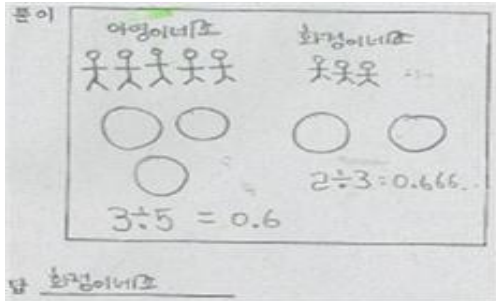 풀이
아영이네 조 화정이네 조
3÷5 = 0.6
2÷3=0.666...
답 화정이네 조